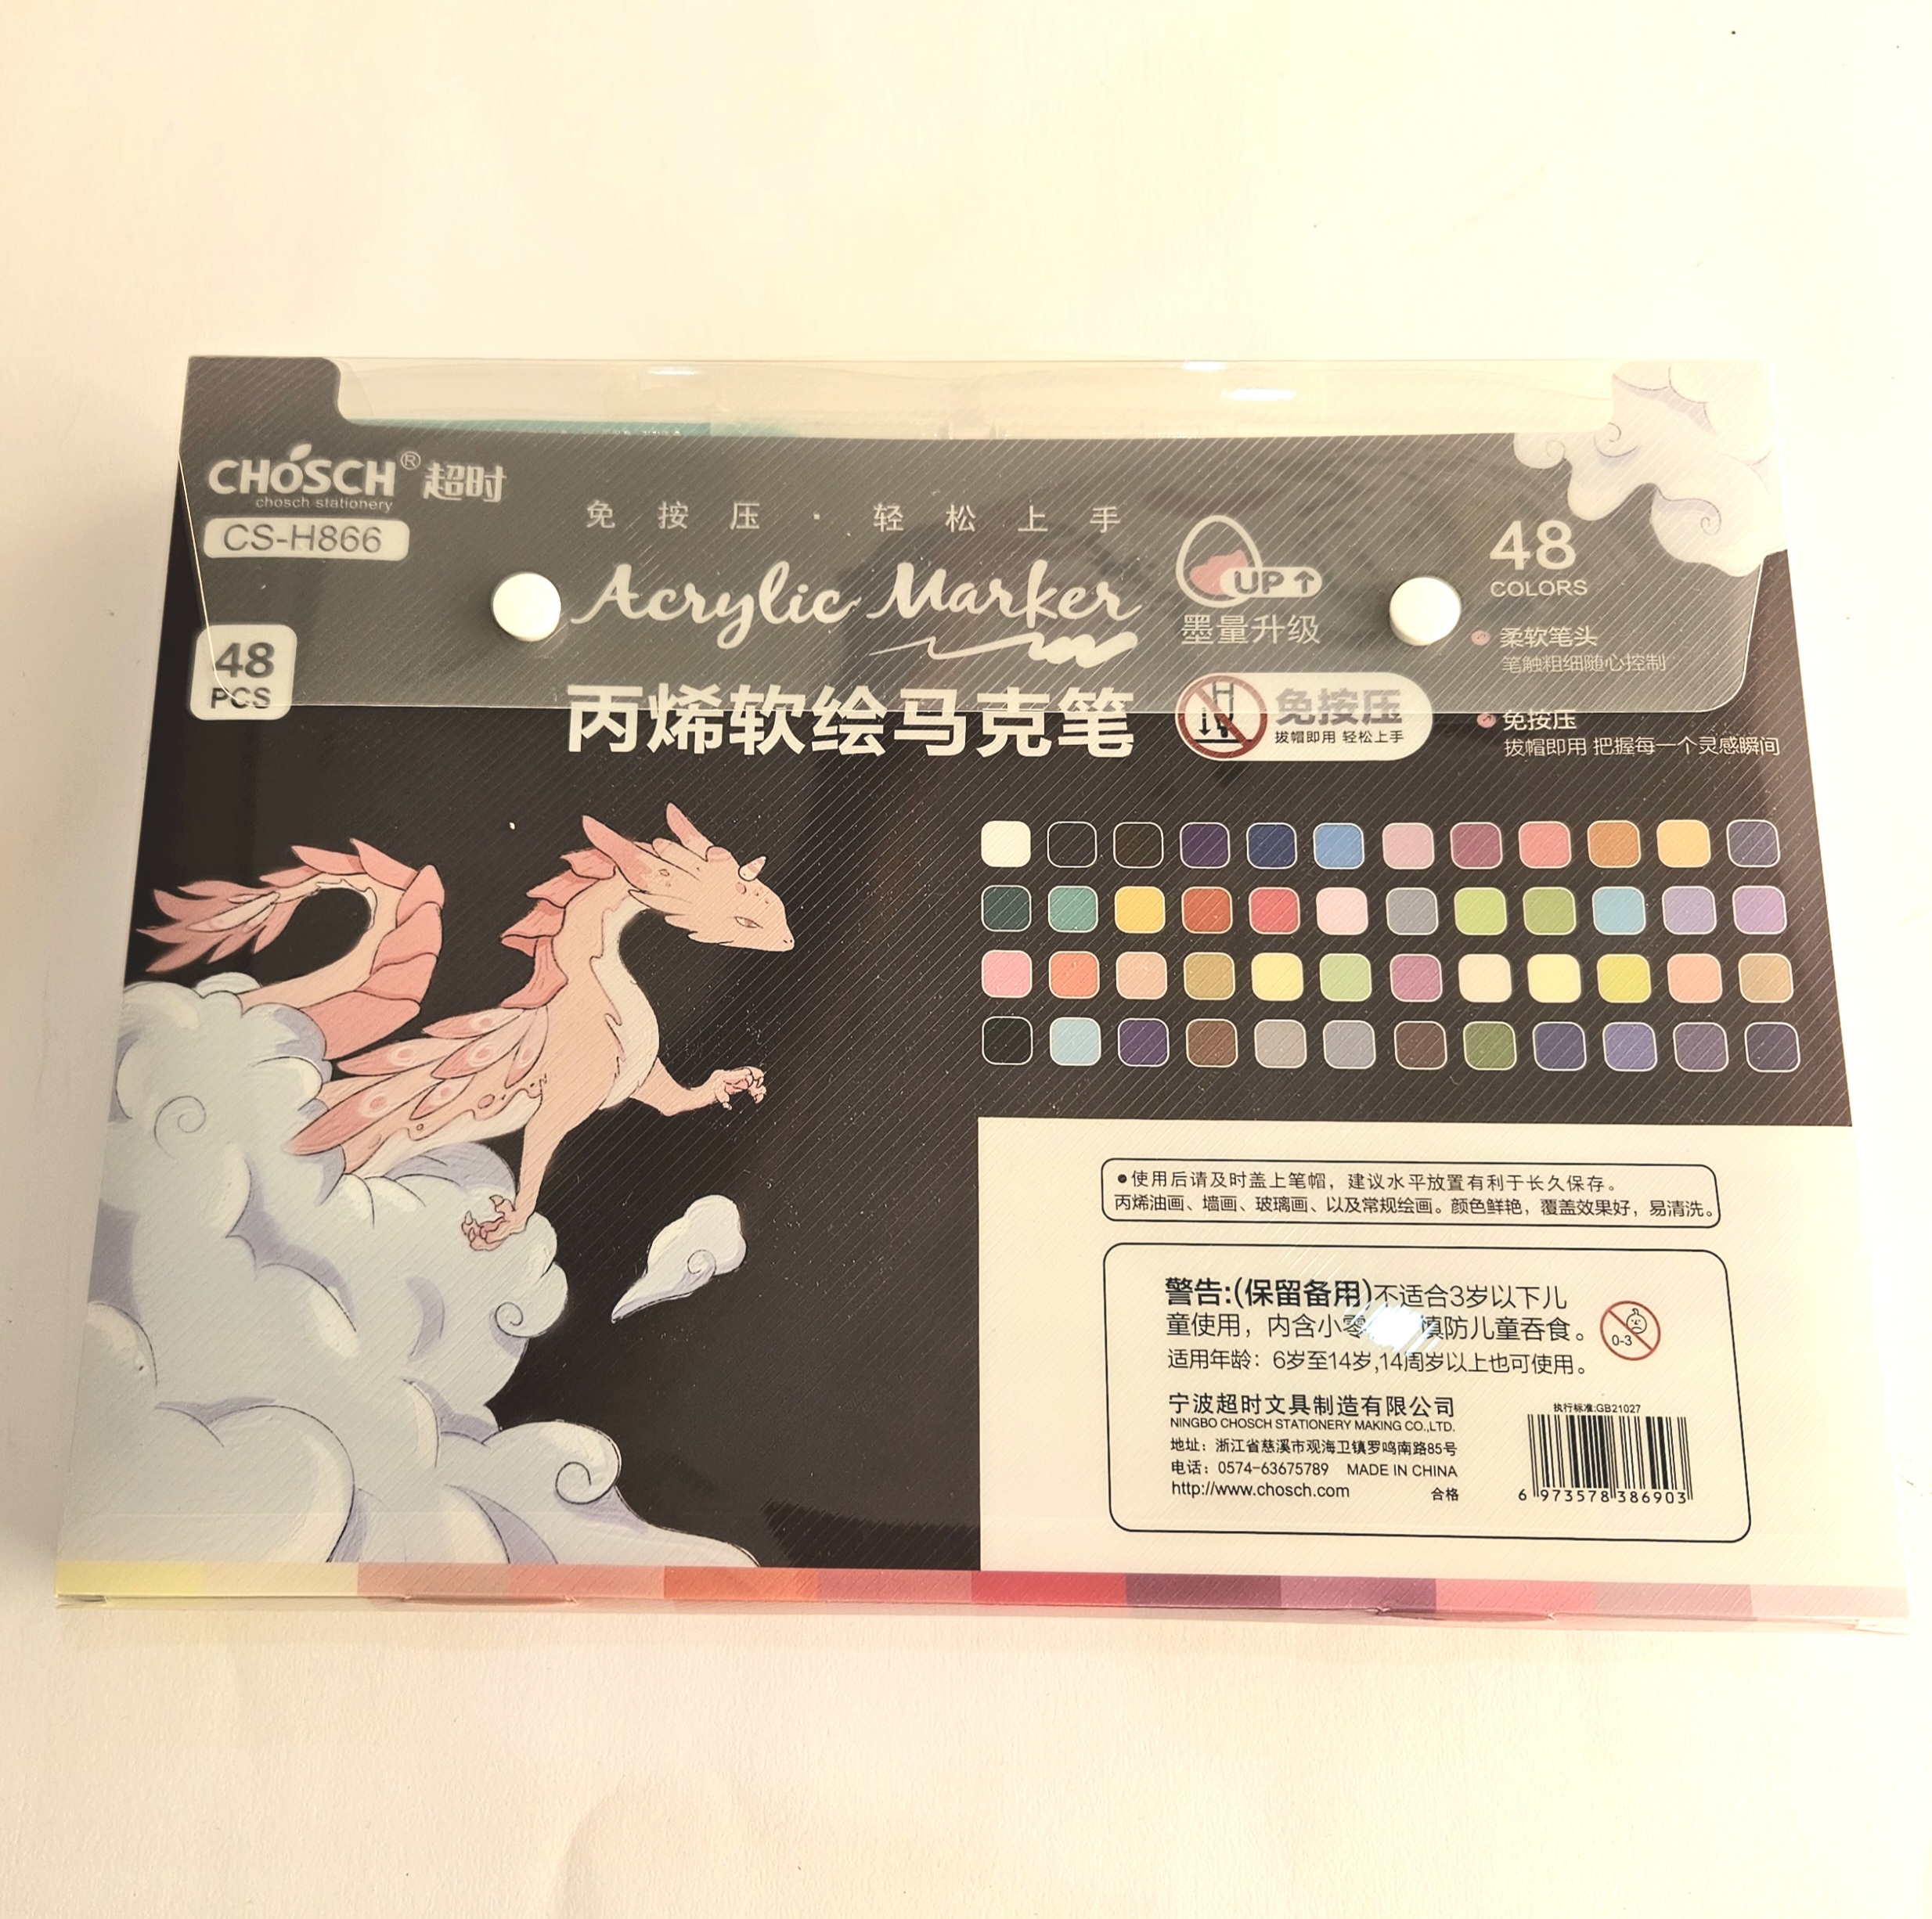 CHOSCH® 超时
chosch stationery
CS-H866
48
PCS
免按压·轻松上手
Acrylic Marker
丙烯软绘马克笔
UP↑
墨量升级
免按压
拔帽即用 轻松上手
48
COLORS
柔软笔头
笔触粗细随心控制
免按压
拔帽即用 把握每一个灵感瞬间
●使用后请及时盖上笔帽，建议水平放置有利于长久保存。
丙烯油画、墙画、玻璃画、以及常规绘画。颜色鲜艳，覆盖效果好，易清洗。
警告:(保留备用)不适合3岁以下儿
童使用，内含小零 慎防儿童吞食。
适用年龄：6岁至14岁,14周岁以上也可使用。
0-3
宁波超时文具制造有限公司
NINGBO CHOSCH STATIONERY MAKING CO.,LTD.
地址：浙江省慈溪市观海卫镇罗鸣南路85号
电话：0574-63675789 MADE IN CHINA
http://www.chosch.com 合格
执行标准:GB21027
6 973578 386903